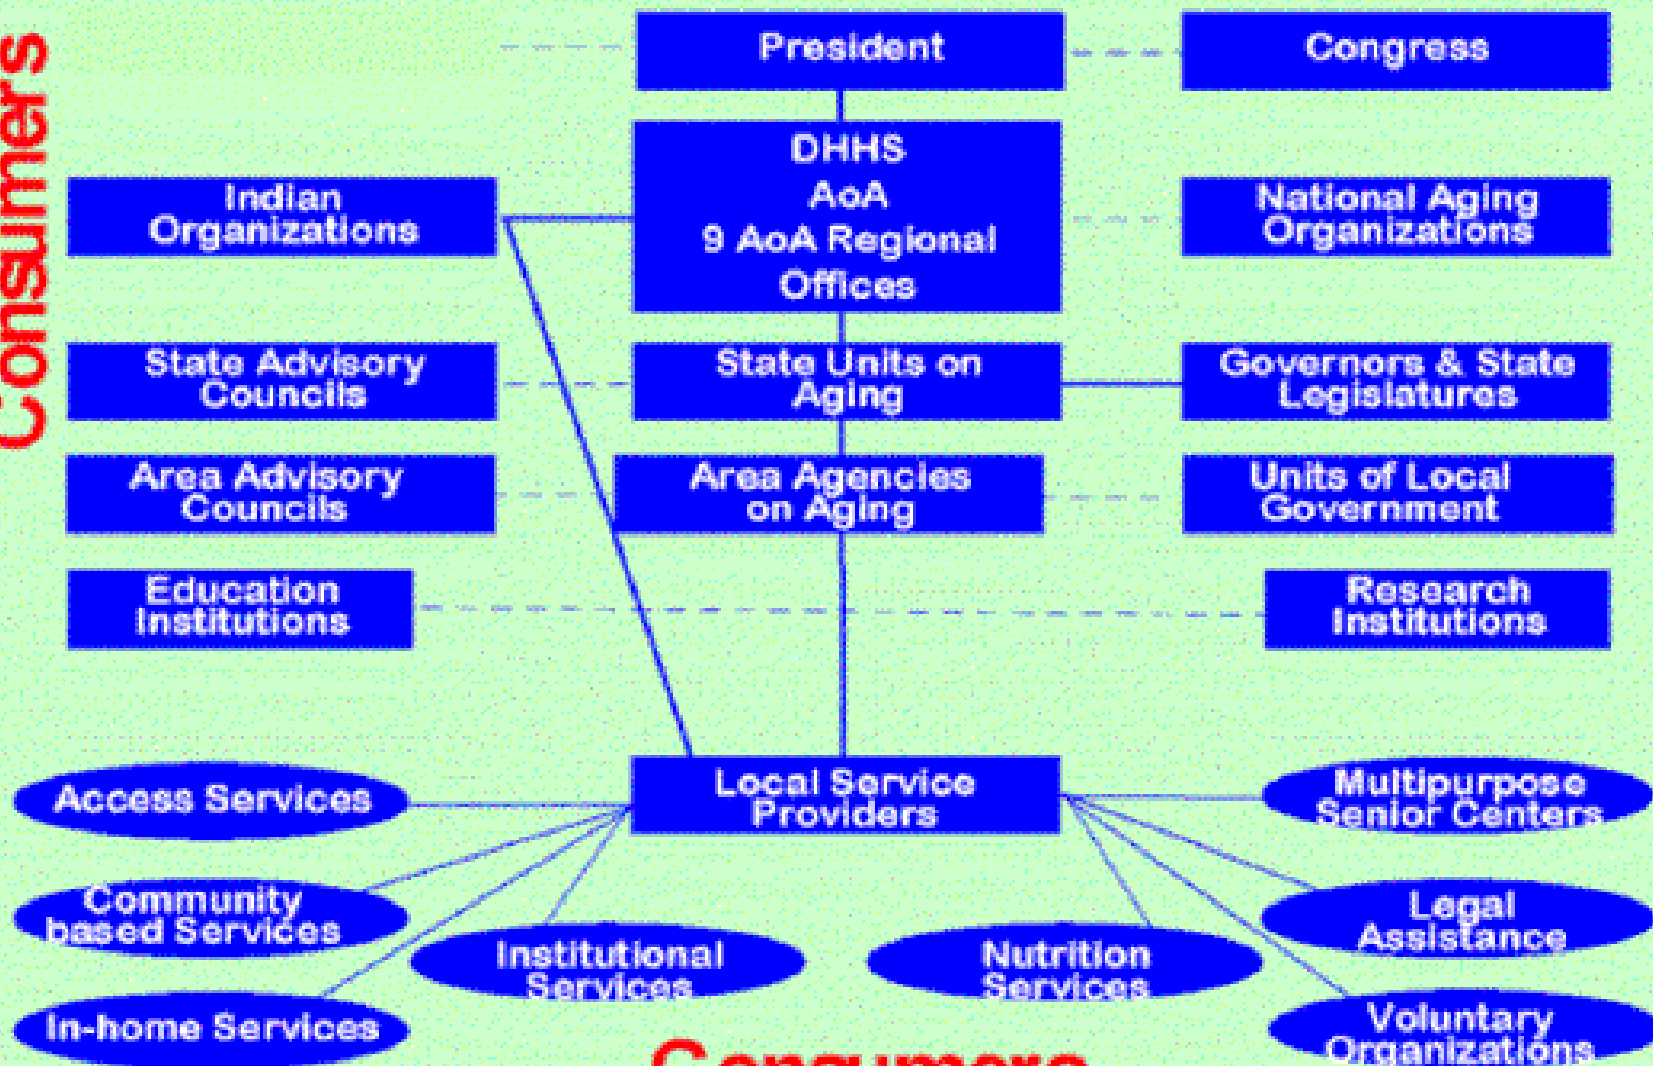 Consumers
President
Congress
DHHS
AoA
9 AoA Regional
Offices
Indian
Organizations
National Aging
Organizations
State Advisory
Councils
State Units on
Aging
Governors & State
Legislatures
Area Advisory
Councils
Area Agencies
on Aging
Units of Local
Government
Education
Institutions
Research
Institutions
Local Service
Providers
Access Services
Multipurpose
Senior Centers
Community
based Services
Legal
Assistance
Institutional
Services
Nutrition
Services
In-home Services
Voluntary
Organizations
Consumers